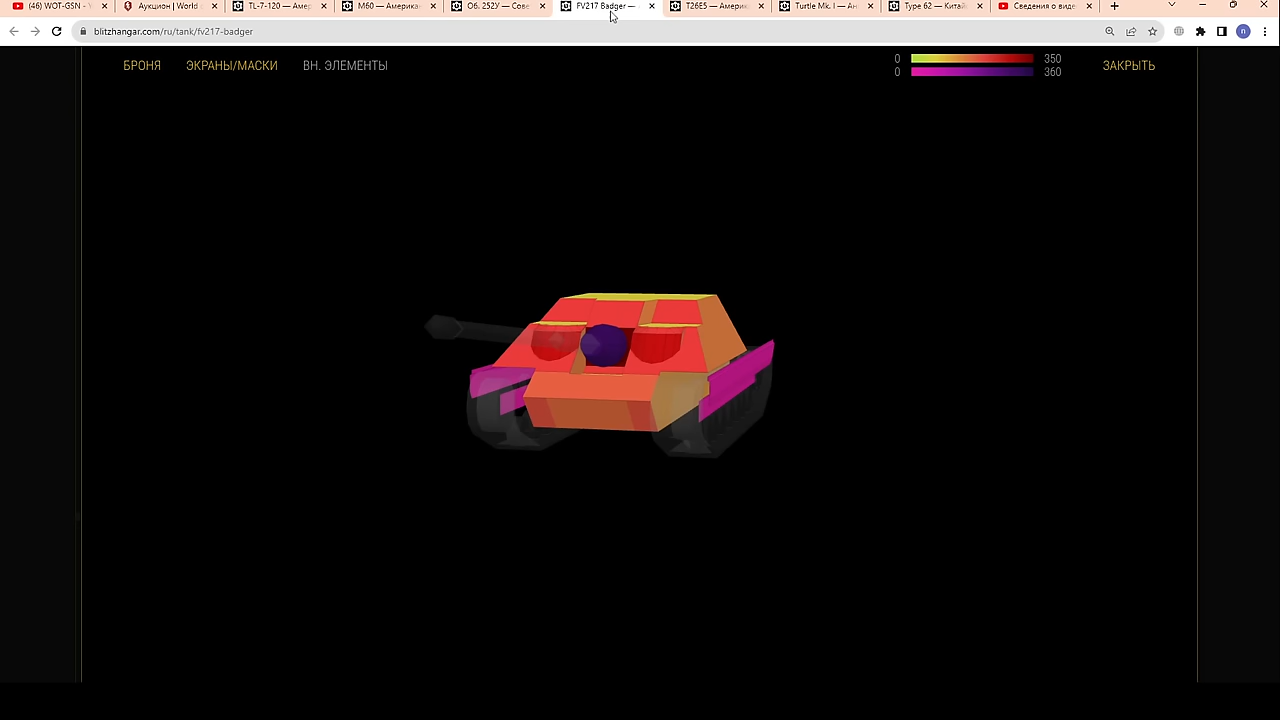 (46) WOT-GSN - Y
Аукцион | World
TL-7-120 — Амер
M60 — Америка
Об. 252У — Сове
FV217 Badger —
T26E5 — Америк
Turtle Mk. I — Ан
Type 62 — Китай
Сведения о виде
blitzhangar.com/ru/tank/fv217-badger
n
БРОНЯ
ЭКРАНЫ/МАСКИ
ВН. ЭЛЕМЕНТЫ
0 350
0 360
ЗАКРЫТЬ